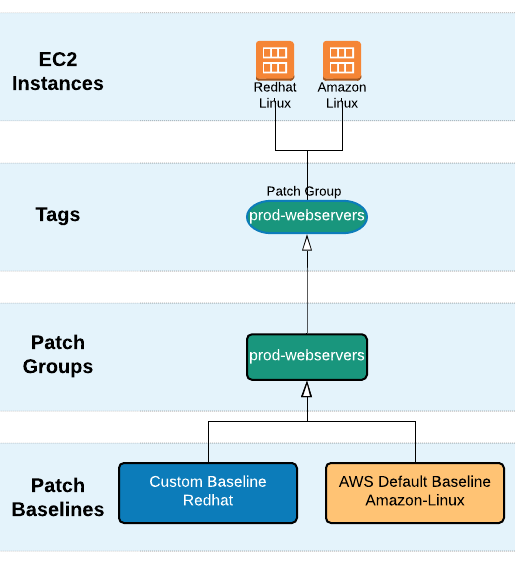 EC2
Instances
Redhat
Linux
Amazon
Linux
Tags
Patch Group
prod-webservers
Patch
Groups
prod-webservers
Patch
Baselines
Custom Baseline
Redhat
AWS Default Baseline
Amazon-Linux